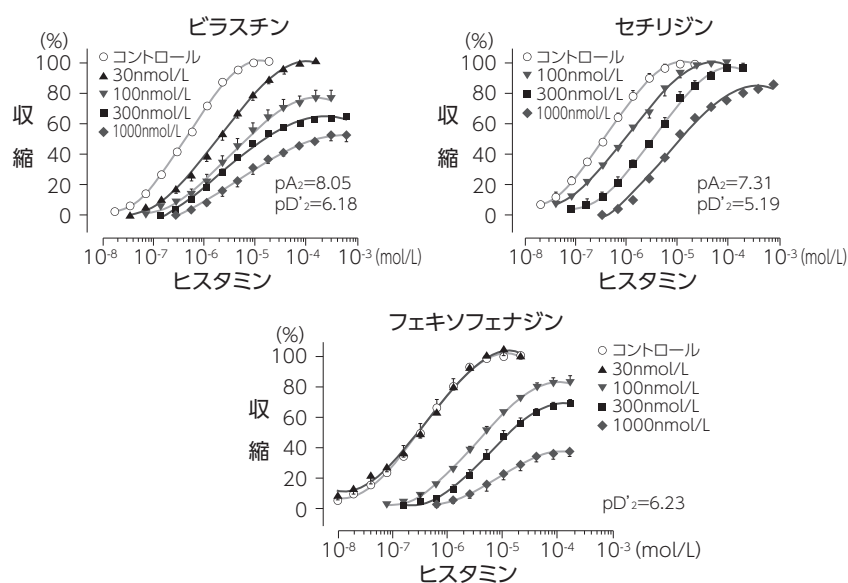 ビラスチン
(%)
100
80
60
40
20
0
収縮
コントロール
30nmol/L
100nmol/L
300nmol/L
1000nmol/L
pA₂=8.05
pD'₂=6.18
10⁻⁸ 10⁻⁷ 10⁻⁶ 10⁻⁵ 10⁻⁴ 10⁻³ (mol/L)
ヒスタミン
セチリジン
(%)
100
80
60
40
20
0
収縮
コントロール
100nmol/L
300nmol/L
1000nmol/L
pA₂=7.31
pD'₂=5.19
10⁻⁸ 10⁻⁷ 10⁻⁶ 10⁻⁵ 10⁻⁴ 10⁻³ (mol/L)
ヒスタミン
フェキソフェナジン
(%)
100
80
60
40
20
0
収縮
コントロール
30nmol/L
100nmol/L
300nmol/L
1000nmol/L
pD'₂=6.23
10⁻⁸ 10⁻⁷ 10⁻⁶ 10⁻⁵ 10⁻⁴ (mol/L)
ヒスタミン